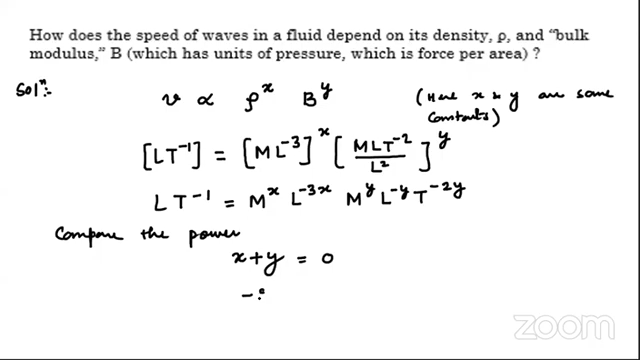 How does the speed of waves in a fluid depend on its density, ρ, and “bulk
modulus,” B (which has units of pressure, which is force per area) ?
Solⁿ:-
v ∝ ρ^x B^y (Here x & y are some
constants)
[LT^-1] = [ML^-3]^x [MLT^-2/L^2]^y
LT^-1 = M^x L^-3x M^y L^-y T^-2y
Compare the power
x+y = 0
-
zoom